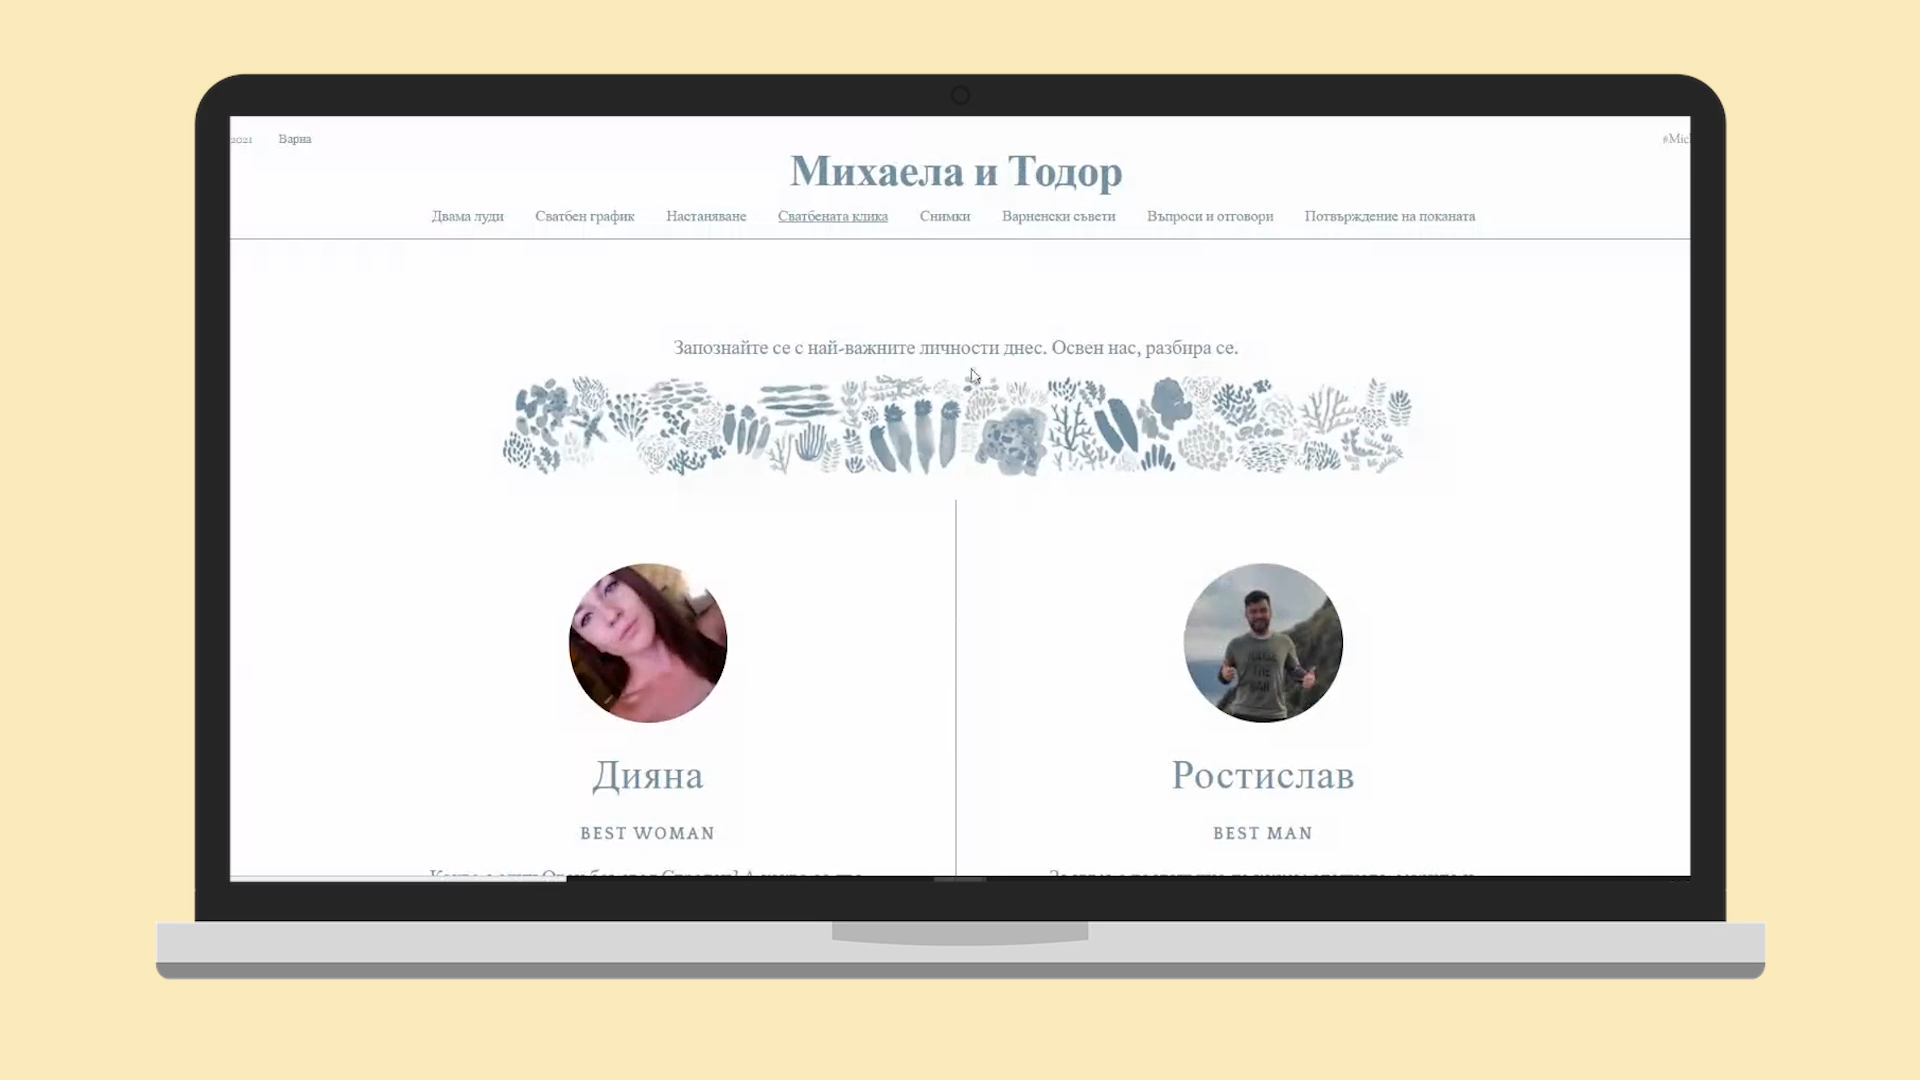 2021 Варна
Михаела и Тодор
Двама луди Сватбен график Настаняване Сватбената клика Снимки Варненски съвети Въпроси и отговори Потвърждение на поканата
Запознайте се с най-важните личности днес. Освен нас, разбира се.
Дияна
Ростислав
BEST WOMAN
BEST MAN